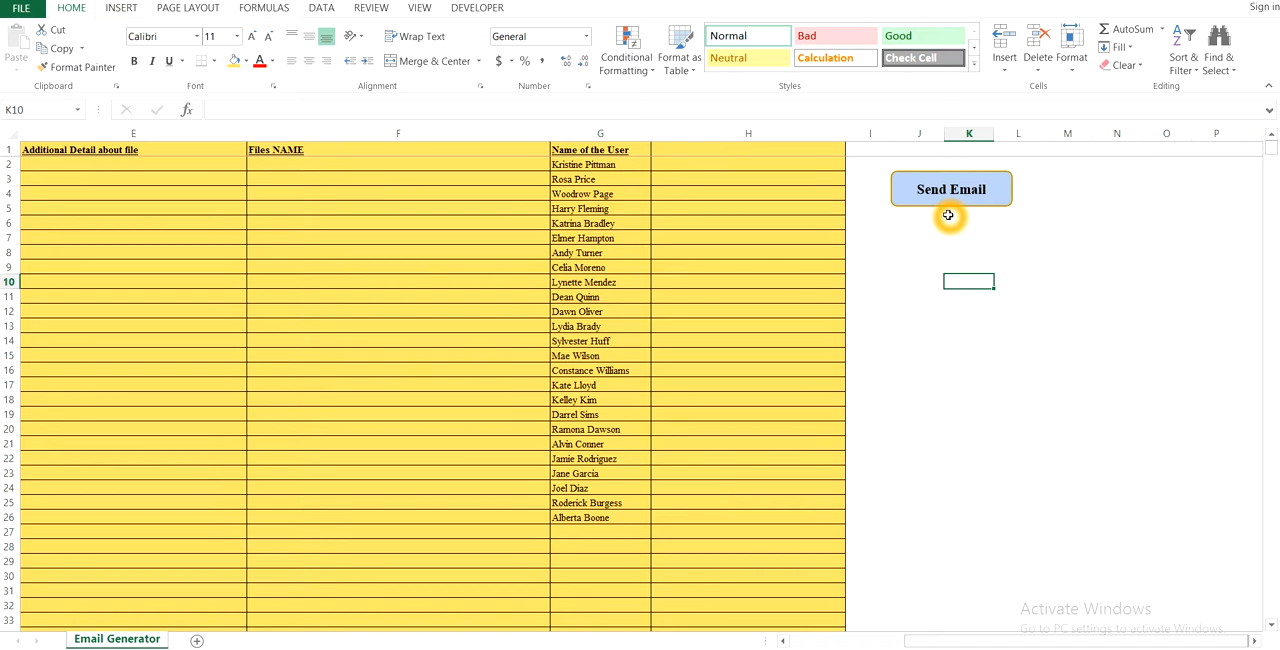 FILE HOME INSERT PAGE LAYOUT FORMULAS DATA REVIEW VIEW DEVELOPER Sign in
Paste
Cut
Copy
Format Painter
Clipboard
Calibri 11 A A
B I U A
Font
Wrap Text
Merge & Center
Alignment
General
$ % ,
Number
Conditional Formatting
Format as Table
Normal Bad Good
Neutral Calculation Check Cell
Styles
Insert Delete Format
Cells
AutoSum
Fill
Clear
Sort & Filter
Find & Select
Editing
K10 fx
E F G H I J K L M N O P
1 Additional Detail about file Files NAME Name of the User
2 Kristine Pittman
3 Rosa Price
Send Email
4 Woodrow Page
5 Harry Fleming
6 Katrina Bradley
7 Elmer Hampton
8 Andy Turner
9 Celia Moreno
10 Lynette Mendez
11 Dean Quinn
12 Dawn Oliver
13 Lydia Brady
14 Sylvester Huff
15 Mae Wilson
16 Constance Williams
17 Kate Lloyd
18 Kelley Kim
19 Darrel Sims
20 Ramona Dawson
21 Alvin Conner
22 Jamie Rodriguez
23 Jane Garcia
24 Joel Diaz
25 Roderick Burgess
26 Alberta Boone
27
28
29
30
31
32
33
Activate Windows
Go to PC settings to activate Windows.
Email Generator